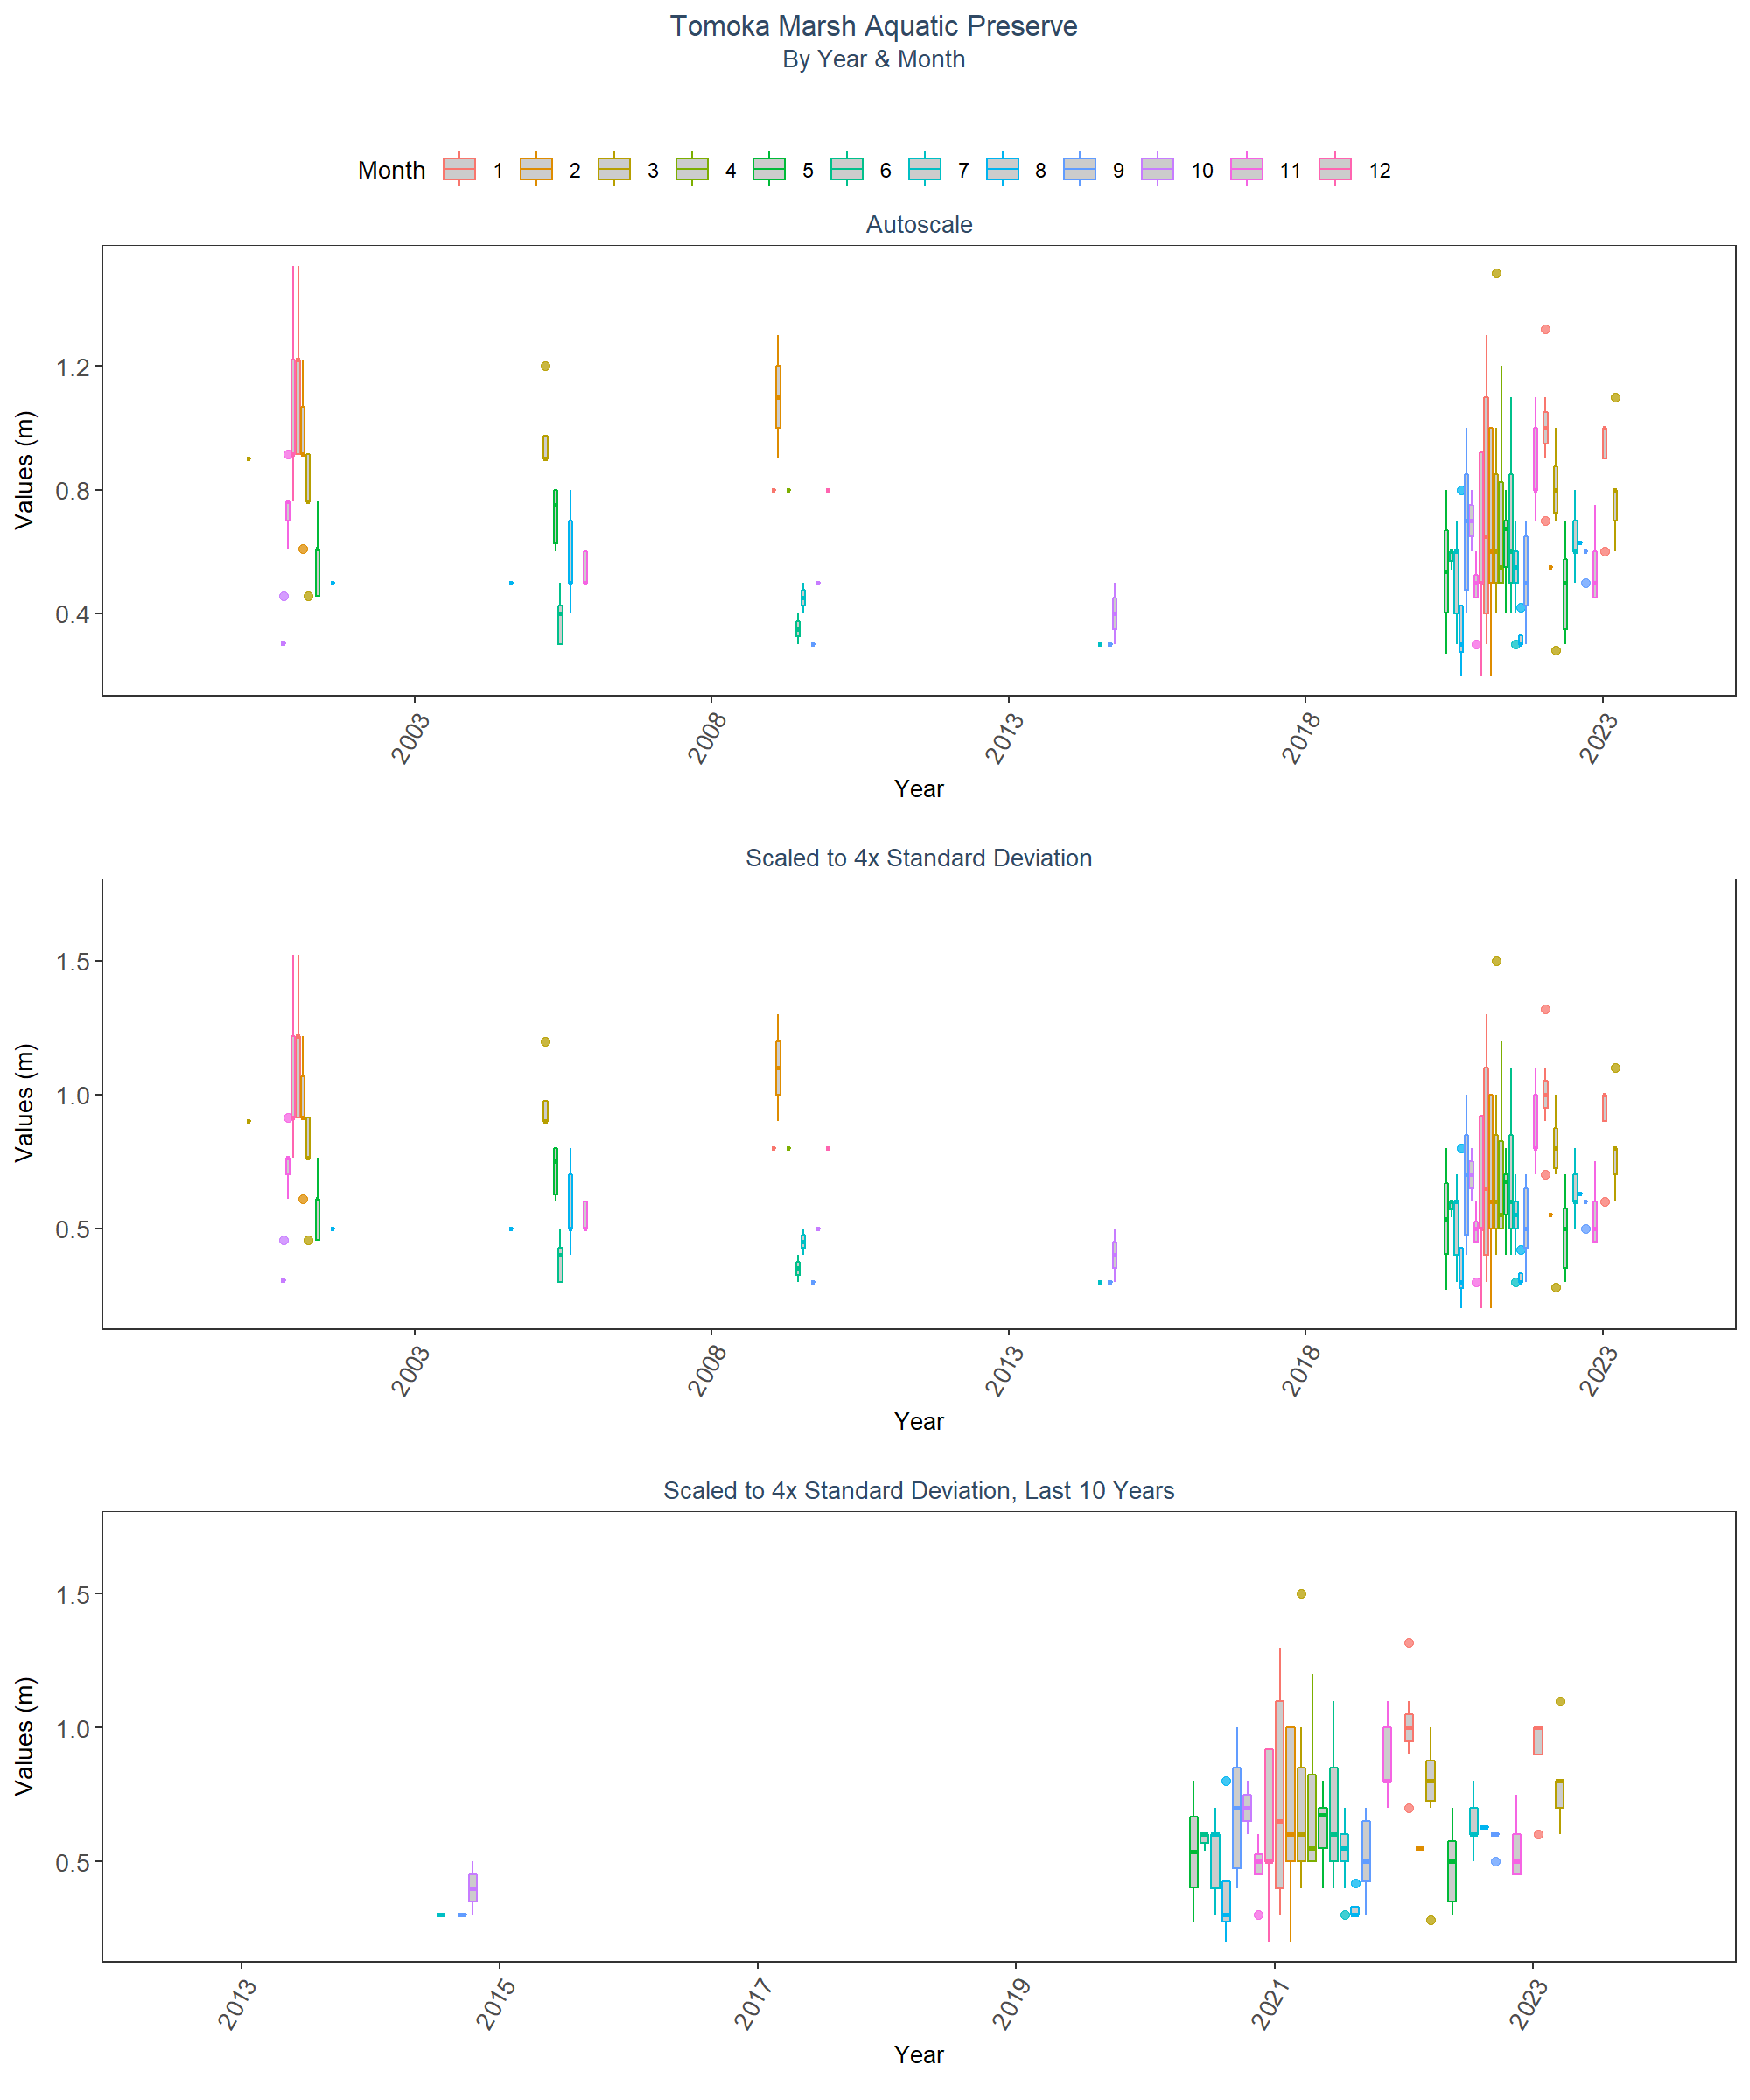 Tomoka Marsh Aquatic Preserve
By Year & Month
Month 1 2 3 4 5 6 7 8 9 10 11 12
Autoscale
Values (m)
1.2
0.8
0.4
2003 2008 2013 2018 2023
Year
Scaled to 4x Standard Deviation
Values (m)
1.5
1.0
0.5
2003 2008 2013 2018 2023
Year
Scaled to 4x Standard Deviation, Last 10 Years
Values (m)
1.5
1.0
0.5
2013 2015 2017 2019 2021 2023
Year